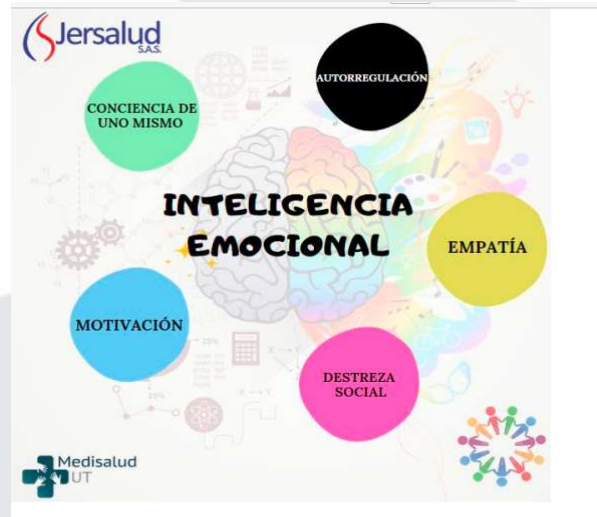 Jersalud
S.A.S.
AUTORREGULACIÓN
CONCIENCIA DE
UNO MISMO
INTELIGENCIA
EMOCIONAL
EMPATÍA
MOTIVACIÓN
DESTREZA
SOCIAL
Medisalud
UT